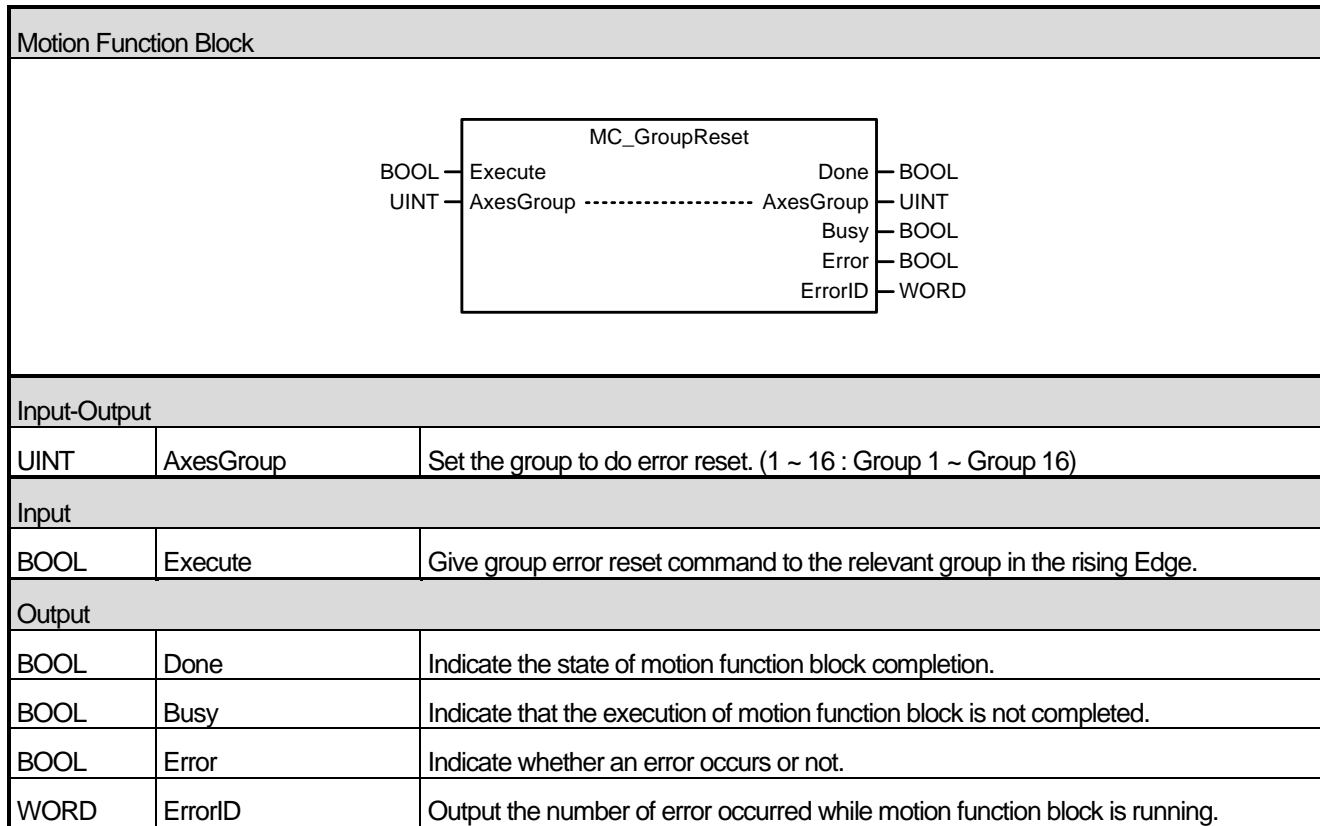 Motion Function Block
MC_GroupReset
BOOL Execute Done BOOL
UINT AxesGroup AxesGroup UINT
Busy BOOL
Error BOOL
ErrorID WORD
Input-Output
UINT AxesGroup Set the group to do error reset. (1 ~ 16 : Group 1 ~ Group 16)
Input
BOOL Execute Give group error reset command to the relevant group in the rising Edge.
Output
BOOL Done Indicate the state of motion function block completion.
BOOL Busy Indicate that the execution of motion function block is not completed.
BOOL Error Indicate whether an error occurs or not.
WORD ErrorID Output the number of error occurred while motion function block is running.